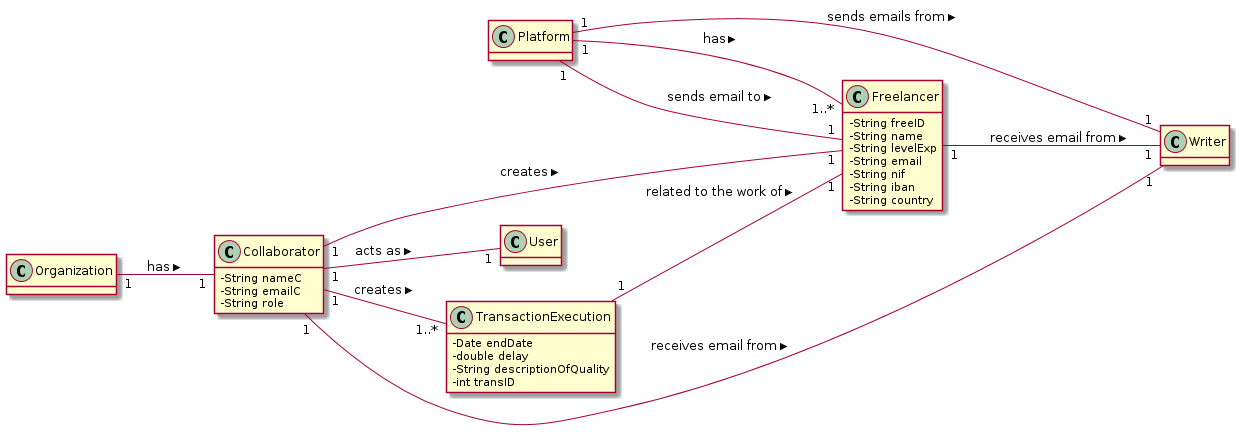 sends emails from ▶
1
C Platform
1
has ▶
1
sends email to ▶
1..*
1
C Freelancer
-String freeID
-String name
-String levelExp
-String email
-String nif
-String iban
-String country
1
receives email from ▶
1
1
1
C Writer
creates ▶
1
related to the work of ▶
1
C Organization
1
has ▶
1
C Collaborator
-String nameC
-String emailC
-String role
1
acts as ▶
1
1
C User
creates ▶
1
1..*
1
C TransactionExecution
-Date endDate
-double delay
-String descriptionOfQuality
-int transID
1
receives email from ▶